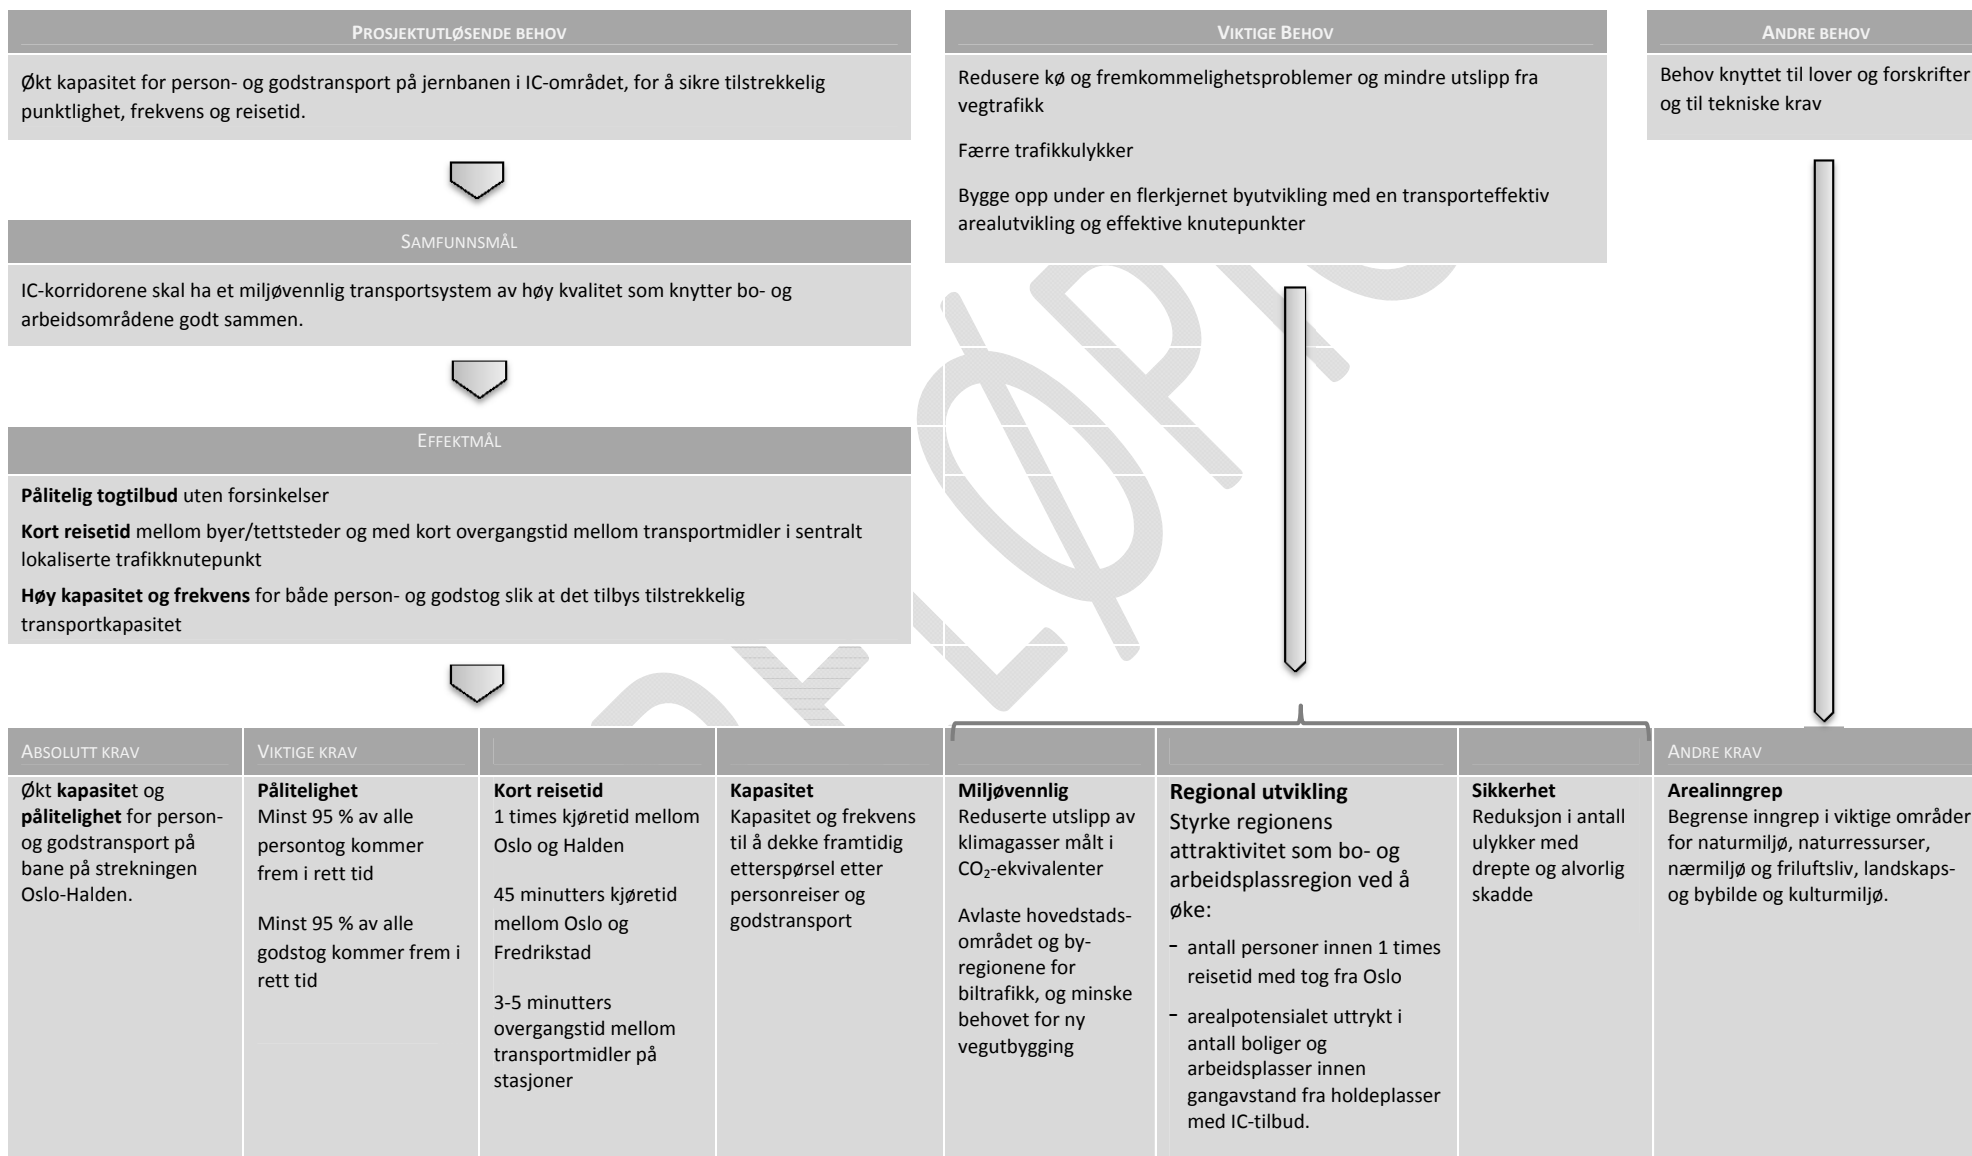 PROSJEKTUTLØSENDE BEHOV
Økt kapasitet for person- og godstransport på jernbanen i IC-området, for å sikre tilstrekkelig
punktlighet, frekvens og reisetid.
SAMFUNNSMÅL
IC-korridorene skal ha et miljøvennlig transportsystem av høy kvalitet som knytter bo- og
arbeidsområdene godt sammen.
EFFEKTMÅL
Pålitelig togtilbud uten forsinkelser
Kort reisetid mellom byer/tettsteder og med kort overgangstid mellom transportmidler i sentralt
lokaliserte trafikknutepunkt
Høy kapasitet og frekvens for både person- og godstog slik at det tilbys tilstrekkelig
transportkapasitet
VIKTIGE BEHOV
Redusere kø og fremkommelighetsproblemer og mindre utslipp fra
vegtrafikk
Færre trafikkulykker
Bygge opp under en flerkjernet byutvikling med en transporteffektiv
arealutvikling og effektive knutepunkter
ANDRE BEHOV
Behov knyttet til lover og forskrifter
og til tekniske krav
ABSOLUTT KRAV
Økt kapasitet og
pålitelighet for person-
og godstransport på
bane på strekningen
Oslo-Halden.
VIKTIGE KRAV
Pålitelighet
Minst 95 % av alle
persontog kommer
frem i rett tid
Minst 95 % av alle
godstog kommer frem i
rett tid
Kort reisetid
1 times kjøretid mellom
Oslo og Halden
45 minutters kjøretid
mellom Oslo og
Fredrikstad
3-5 minutters
overgangstid mellom
transportmidler på
stasjoner
Kapasitet
Kapasitet og frekvens
til å dekke framtidig
etterspørsel etter
personreiser og
godstransport
Miljøvennlig
Reduserte utslipp av
klimagasser målt i
CO₂-ekvivalenter
Avlaste hovedstads-
området og by-
regionene for
biltrafikk, og minske
behovet for ny
vegutbygging
Regional utvikling
Styrke regionens
attraktivitet som bo- og
arbeidsplassregion ved å
øke:
- antall personer innen 1 times
reisetid med tog fra Oslo
- arealpotensialet uttrykt i
antall boliger og
arbeidsplasser innen
gangavstand fra holdeplasser
med IC-tilbud.
Sikkerhet
Reduksjon i antall
ulykker med
drepte og alvorlig
skadde
ANDRE KRAV
Arealinngrep
Begrense inngrep i viktige områder
for naturmiljø, naturressurser,
nærmiljø og friluftsliv, landskaps-
og bybilde og kulturmiljø.